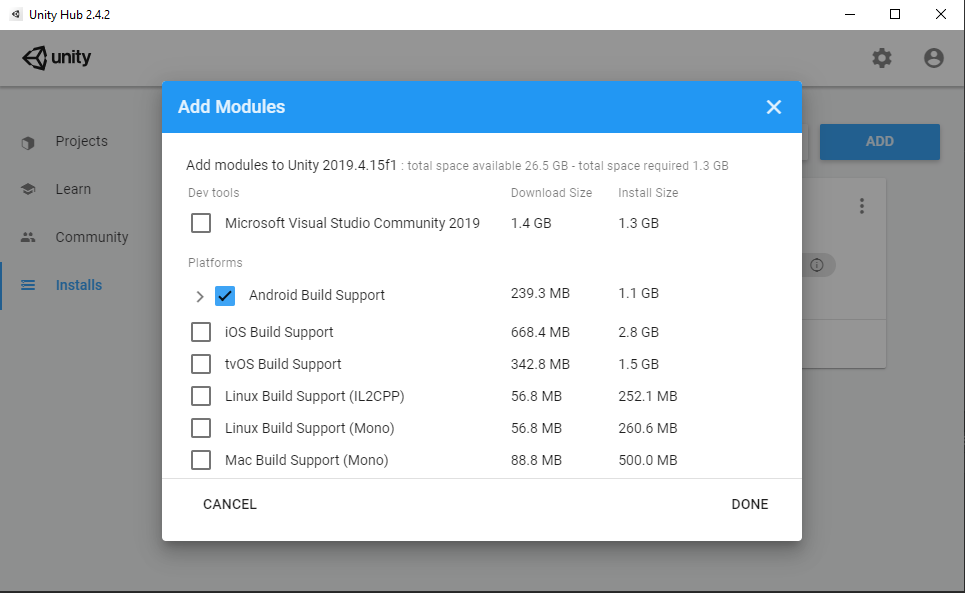 Unity Hub 2.4.2
unity
Projects
Learn
Community
Installs
ADD
Add Modules
Add modules to Unity 2019.4.15f1 : total space available 26.5 GB - total space required 1.3 GB
Dev tools Download Size Install Size
Microsoft Visual Studio Community 2019 1.4 GB 1.3 GB
Platforms
Android Build Support 239.3 MB 1.1 GB
iOS Build Support 668.4 MB 2.8 GB
tvOS Build Support 342.8 MB 1.5 GB
Linux Build Support (IL2CPP) 56.8 MB 252.1 MB
Linux Build Support (Mono) 56.8 MB 260.6 MB
Mac Build Support (Mono) 88.8 MB 500.0 MB
CANCEL DONE